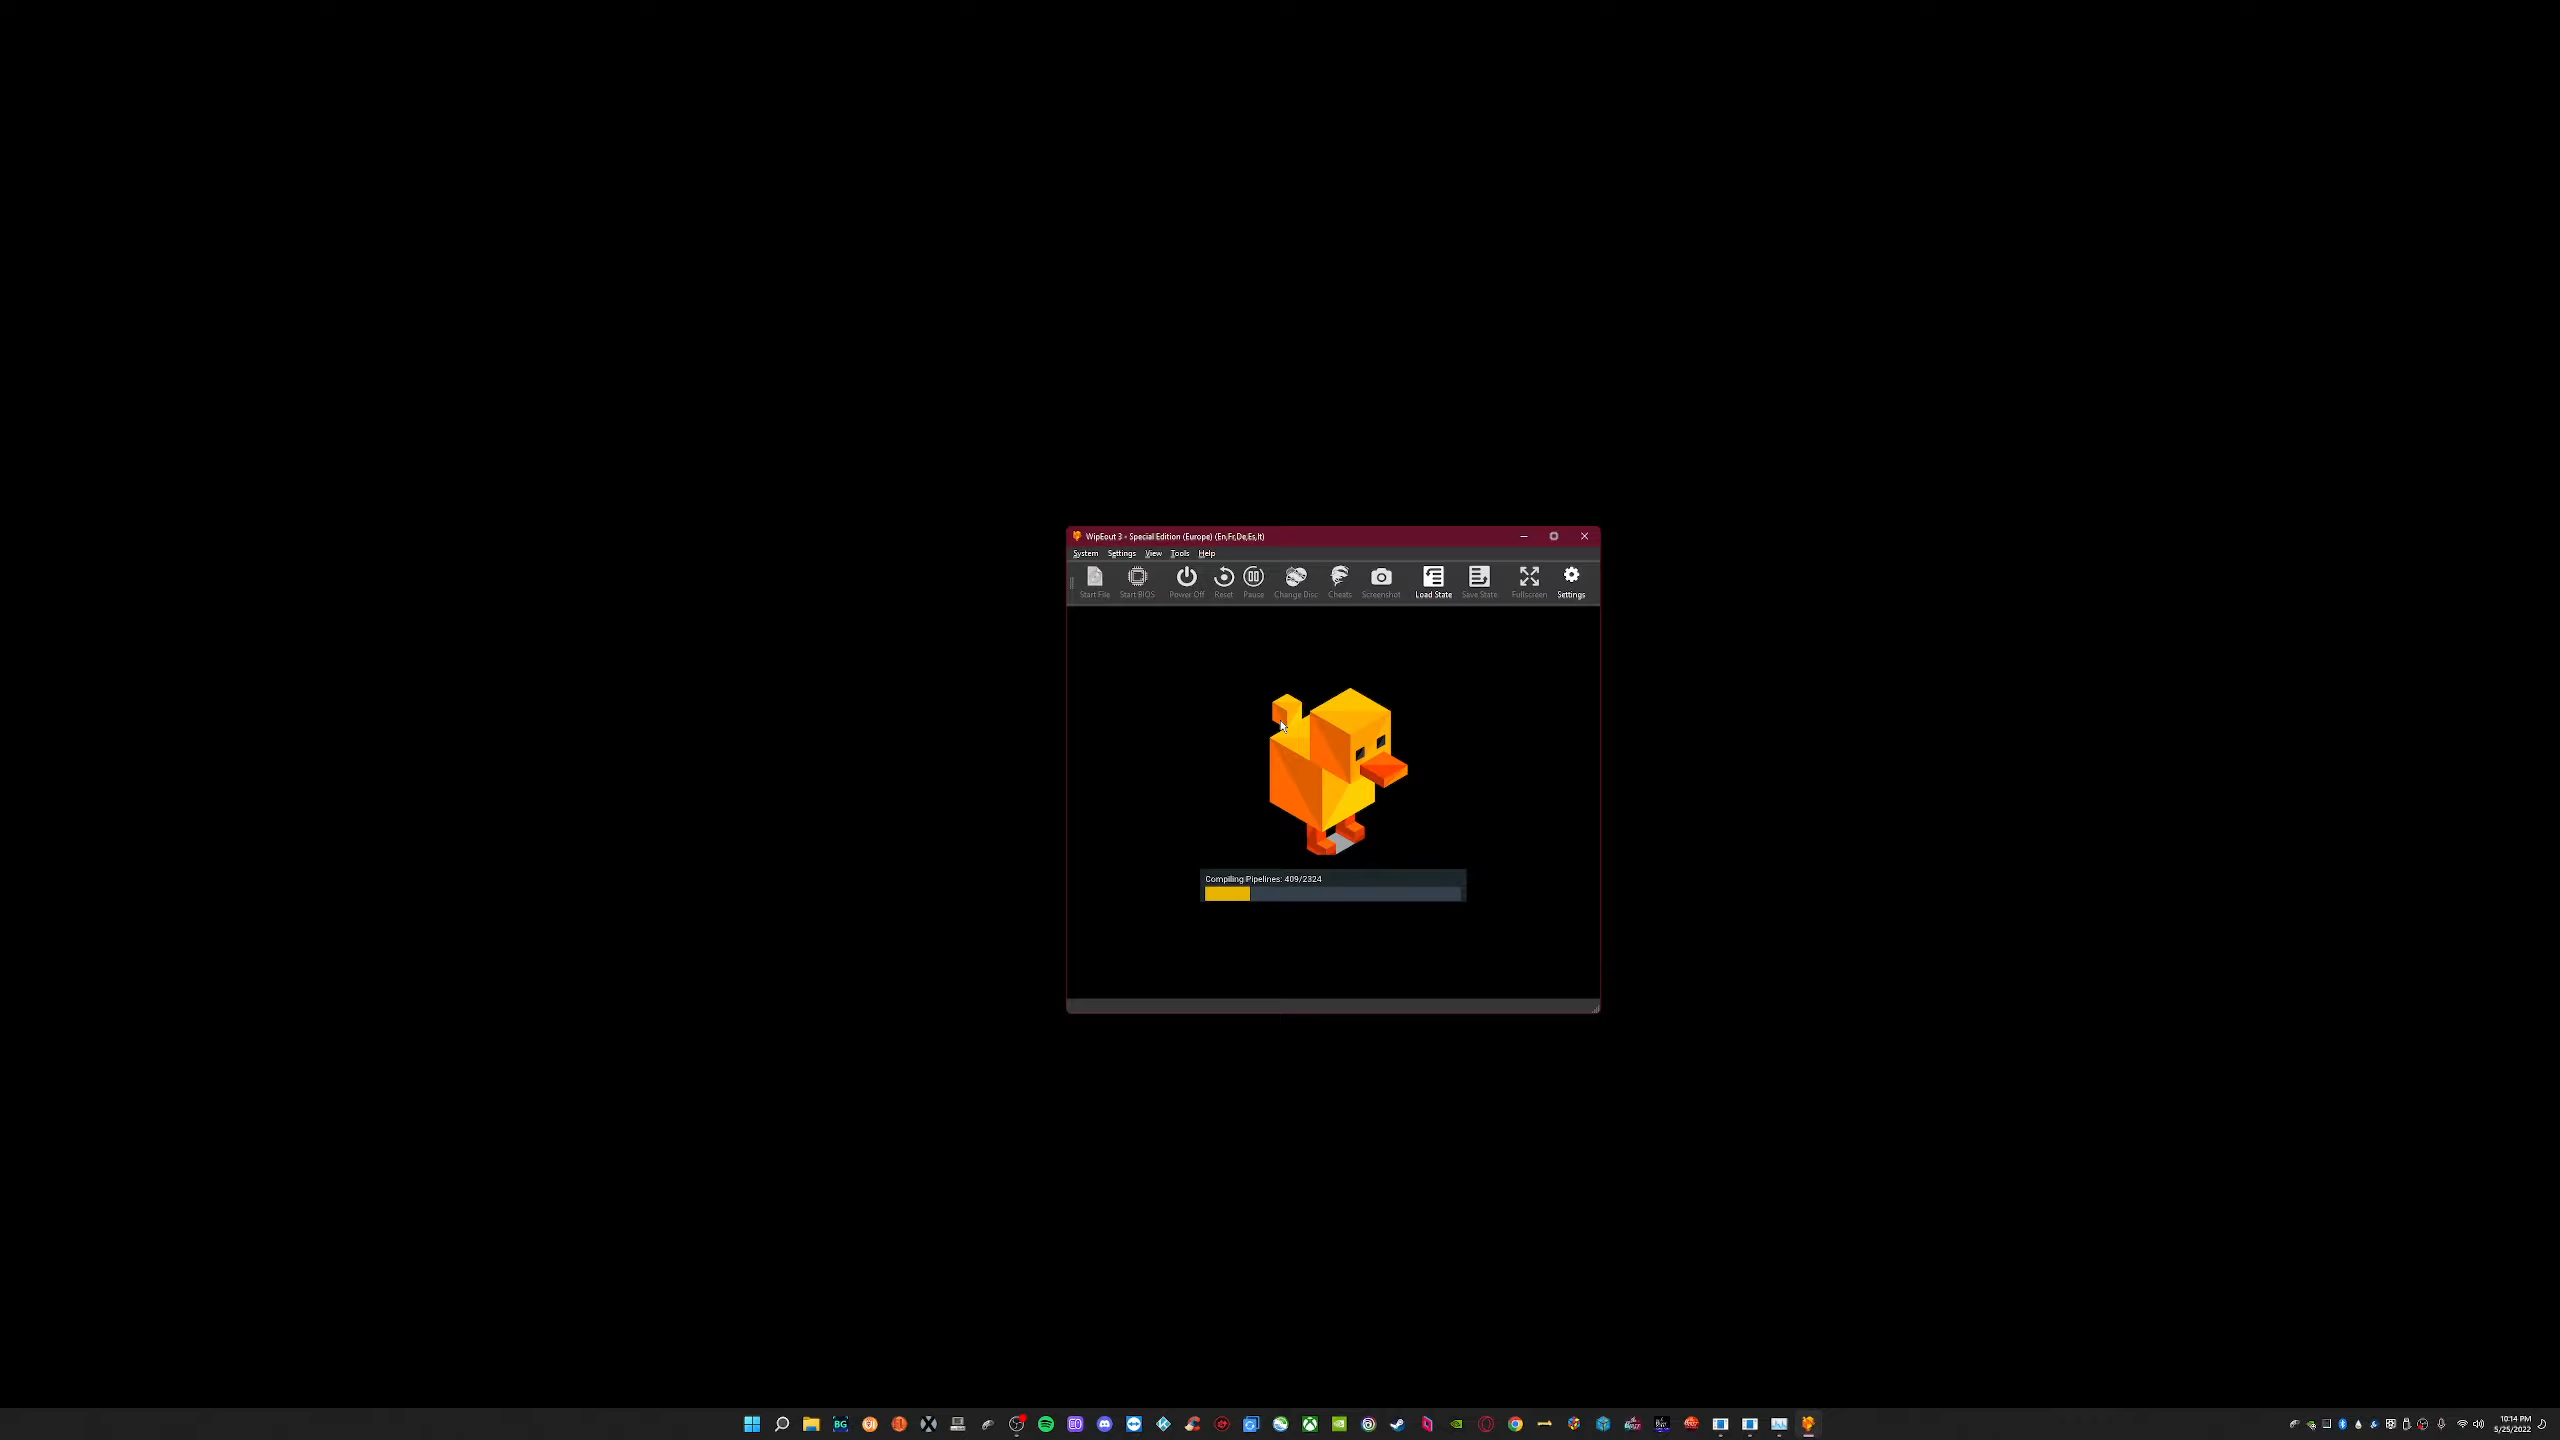 WipEout 3 - Special Edition (Europe) (En,Fr,De,Es,It)
System Settings View Tools Help
Start File Start BIOS Power Off Reset Pause Change Disc Cheats Screenshot Load State Save State Fullscreen Settings
Compiling Pipelines: 409/2324
BG
10:14 PM
5/25/2022